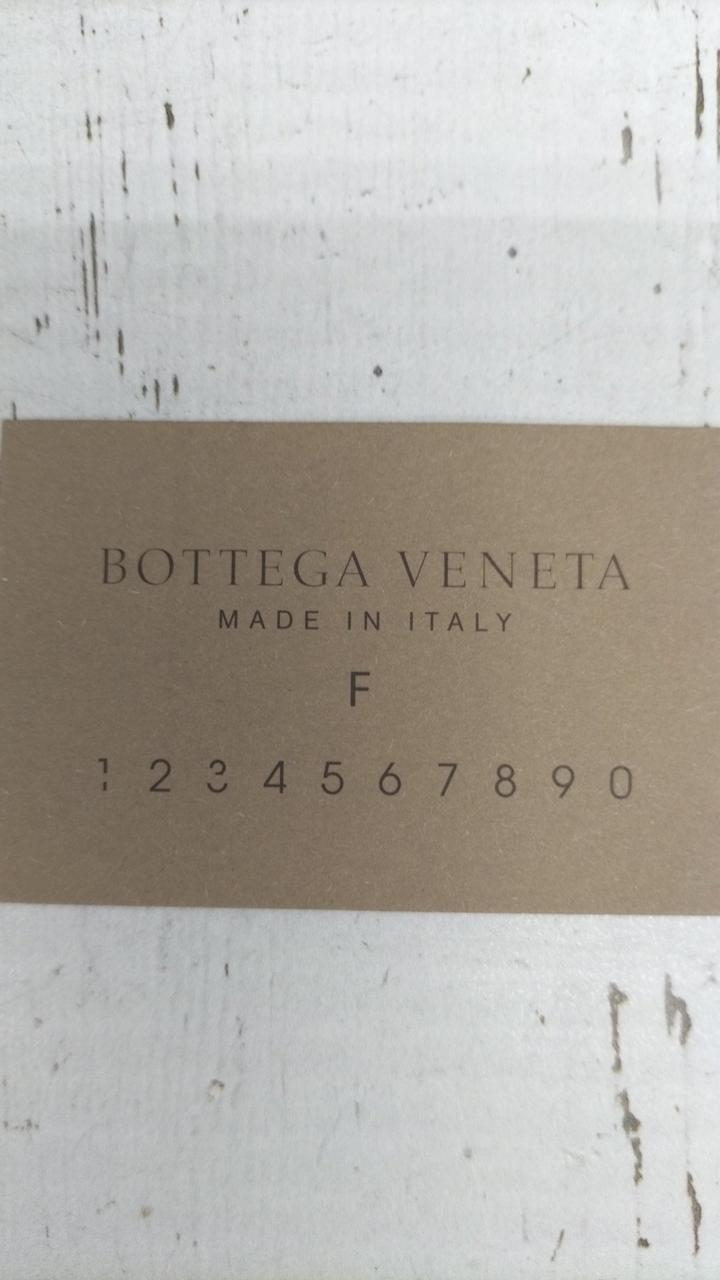 BOTTEGA VENETA
MADE IN ITALY
F
1 2 3 4 5 6 7 8 9 0